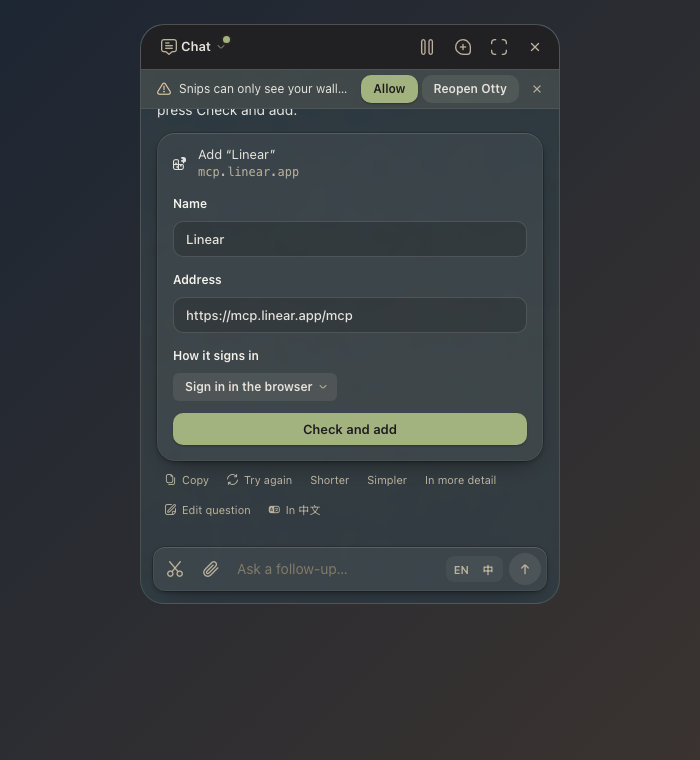 Chat
Snips can only see your wall...
Allow
Reopen Otty
press Check and add.
Add “Linear”
mcp.linear.app
Name
Linear
Address
https://mcp.linear.app/mcp
How it signs in
Sign in in the browser
Check and add
Copy
Try again
Shorter
Simpler
In more detail
Edit question
In 中文
Ask a follow-up...
EN 中